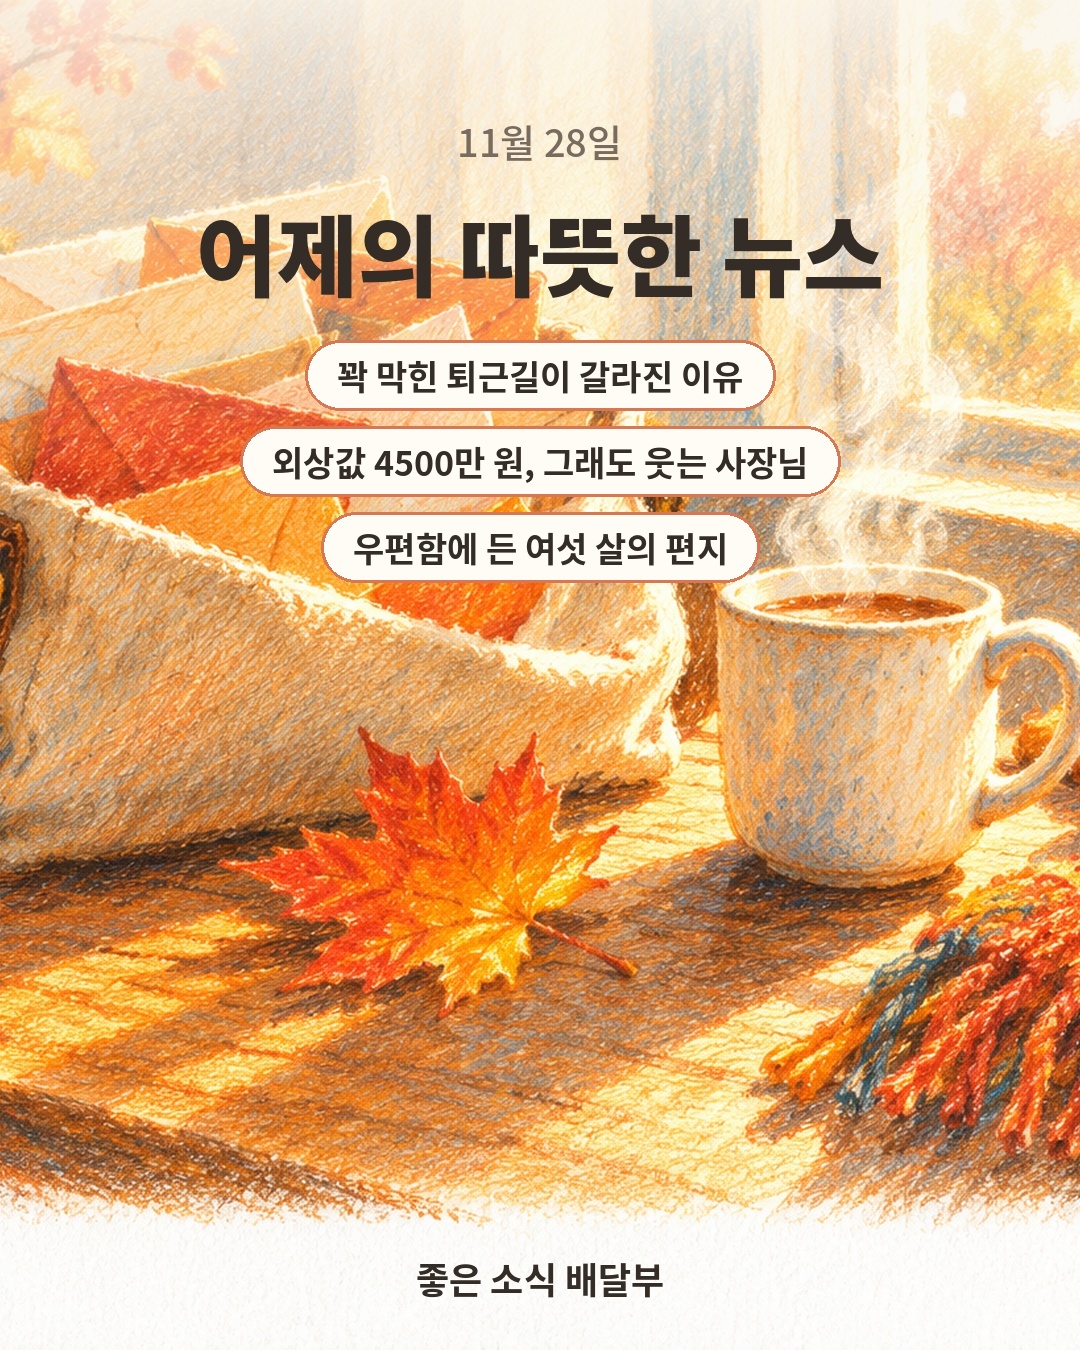 11월 28일
어제의 따뜻한 뉴스
꽉 막힌 퇴근길이 갈라진 이유
외상값 4500만 원, 그래도 웃는 사장님
우편함에 든 여섯 살의 편지
좋은 소식 배달부